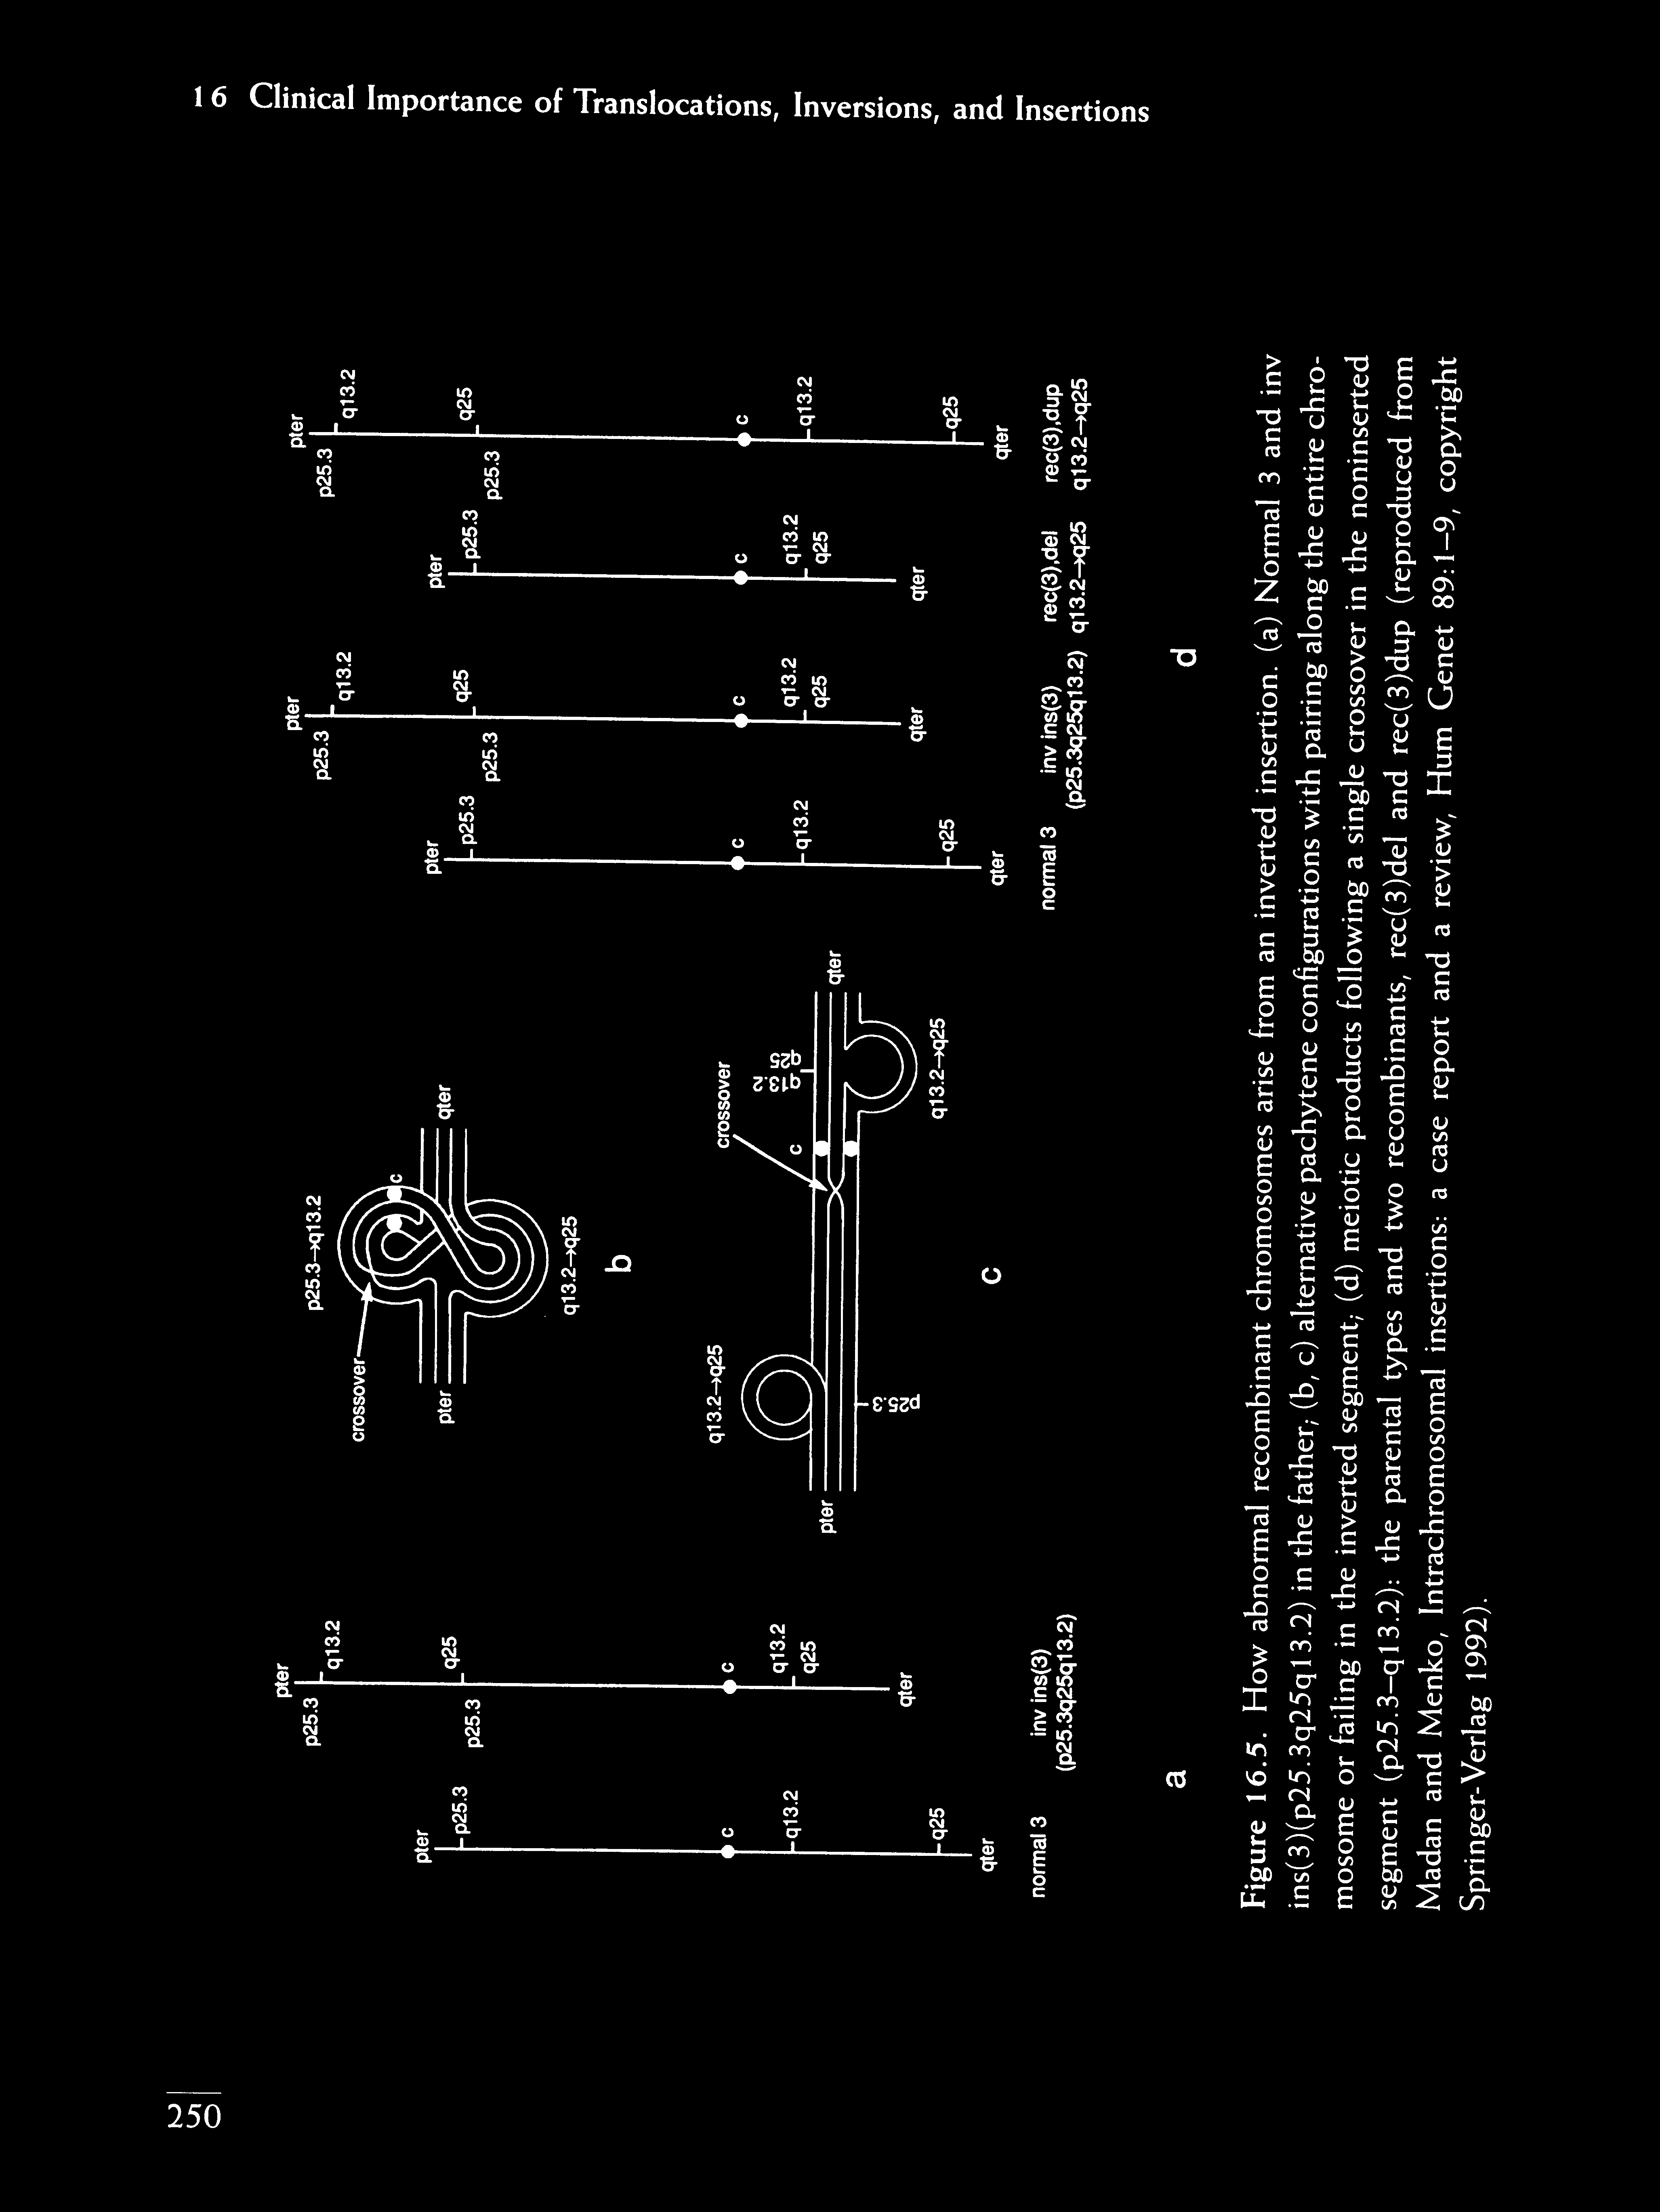 16 Clinical Importance of Translocations, Inversions, and Insertions
pter
p25.3
c
q13.2
q25
qter
normal 3
pter
p25.3
q13.2
q25
p25.3
c
q13.2
q25
qter
inv ins(3)
(p25.3q25q13.2)
a
p25.3→q13.2
crossover
c
pter
qter
q13.2→q25
b
q13.2→q25
crossover
c
q13.2
q25
pter
qter
p25.3
q13.2→q25
c
pter
p25.3
c
q13.2
q25
qter
normal 3
pter
p25.3
q13.2
q25
p25.3
c
q13.2
q25
qter
inv ins(3)
(p25.3q25q13.2)
pter
p25.3
c
q13.2
q25
qter
rec(3),del
q13.2→q25
pter
p25.3
q13.2
q25
p25.3
c
q13.2
q25
qter
rec(3),dup
q13.2→q25
d
Figure 16.5. How abnormal recombinant chromosomes arise from an inverted insertion. (a) Normal 3 and inv
ins(3)(p25.3q25q13.2) in the father; (b, c) alternative pachytene configurations with pairing along the entire chro-
mosome or failing in the inverted segment; (d) meiotic products following a single crossover in the noninserted
segment (p25.3–q13.2): the parental types and two recombinants, rec(3)del and rec(3)dup (reproduced from
Madan and Menko, Intrachromosomal insertions: a case report and a review, Hum Genet 89:1–9, copyright
Springer-Verlag 1992).
250